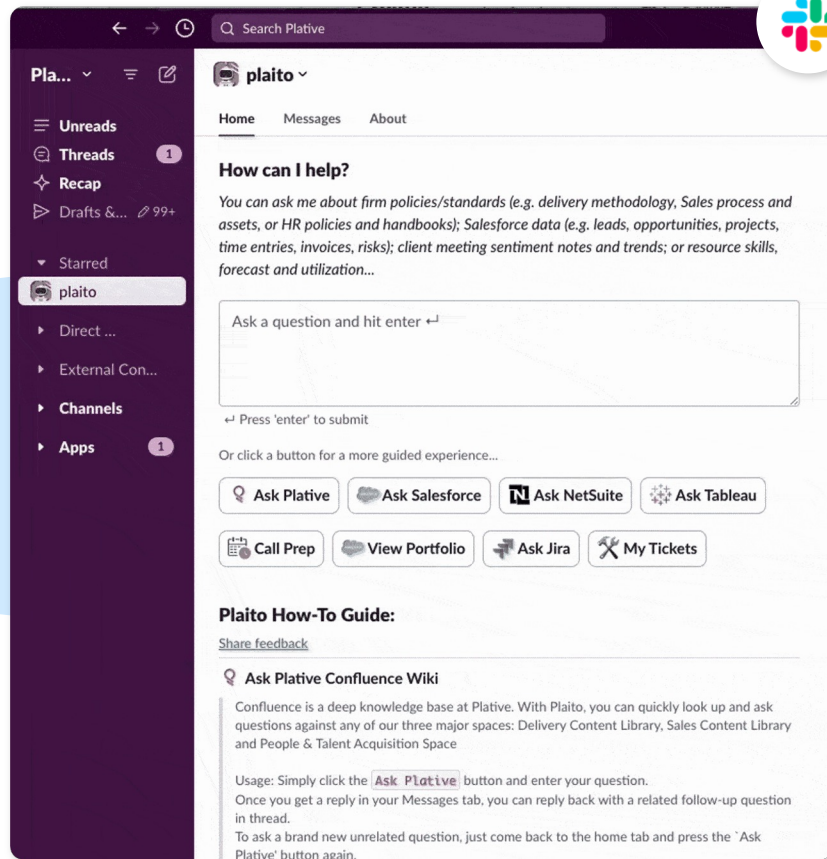 Search Plative
Pla...
plaito
Home Messages About
Unreads
Threads 1
Recap
Drafts &... 99+
Starred
plaito
Direct ...
External Con...
Channels
Apps 1
How can I help?
You can ask me about firm policies/standards (e.g. delivery methodology, Sales process and
assets, or HR policies and handbooks); Salesforce data (e.g. leads, opportunities, projects,
time entries, invoices, risks); client meeting sentiment notes and trends; or resource skills,
forecast and utilization...
Ask a question and hit enter ↵
↵ Press 'enter' to submit
Or click a button for a more guided experience...
Ask Plative Ask Salesforce Ask NetSuite Ask Tableau
Call Prep View Portfolio Ask Jira My Tickets
Plaito How-To Guide:
Share feedback
Ask Plative Confluence Wiki
Confluence is a deep knowledge base at Plative. With Plaito, you can quickly look up and ask
questions against any of our three major spaces: Delivery Content Library, Sales Content Library
and People & Talent Acquisition Space
Usage: Simply click the Ask Plative button and enter your question.
Once you get a reply in your Messages tab, you can reply back with a related follow-up question
in thread.
To ask a brand new unrelated question, just come back to the home tab and press the `Ask
Plative' button again.